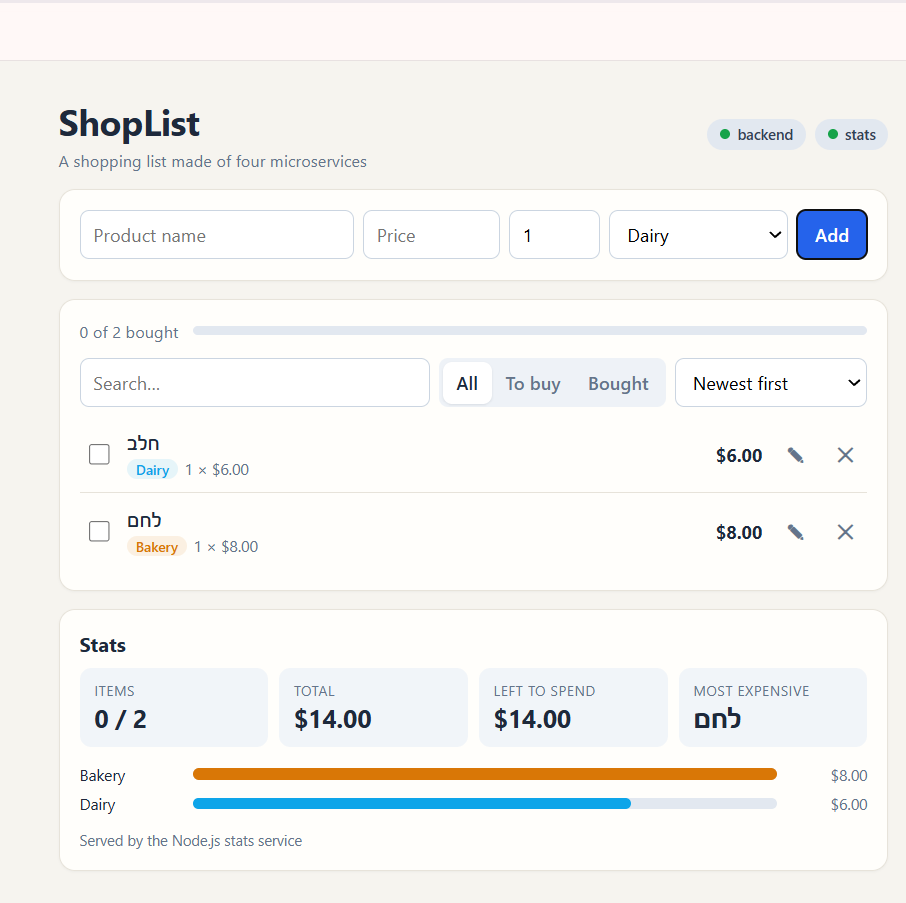 ShopList
backend
stats
A shopping list made of four microservices
Product name
Price
1
Dairy
Add
0 of 2 bought
Search...
All
To buy
Bought
Newest first
חלב
Dairy 1 × $6.00
$6.00
לחם
Bakery 1 × $8.00
$8.00
Stats
ITEMS
0 / 2
TOTAL
$14.00
LEFT TO SPEND
$14.00
MOST EXPENSIVE
לחם
Bakery
$8.00
Dairy
$6.00
Served by the Node.js stats service